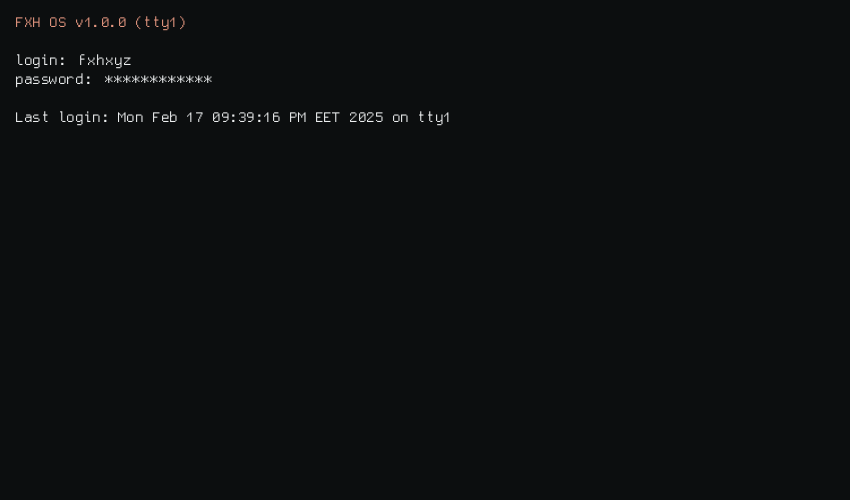 FXH OS v1.0.0 (tty1)
login: fxhxyz
password: ************
Last login: Mon Feb 17 09:39:16 PM EET 2025 on tty1